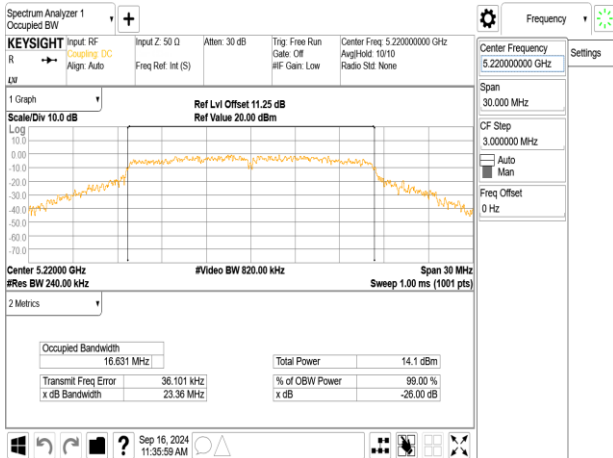 Spectrum Analyzer 1
Occupied BW
Frequency
KEYSIGHT
R
Input: RF
Coupling: DC
Align: Auto
Input Z: 50 Ω
Freq Ref: Int (S)
Atten: 30 dB
Trig: Free Run
Gate: Off
#IF Gain: Low
Center Freq: 5.220000000 GHz
Avg|Hold: 10/10
Radio Std: None
Center Frequency
5.220000000 GHz
Settings
Span
30.000 MHz
CF Step
3.000000 MHz
Auto
Man
Freq Offset
0 Hz
1 Graph
Scale/Div 10.0 dB
Ref Lvl Offset 11.25 dB
Ref Value 20.00 dBm
Log
10.0
0.00
-10.0
-20.0
-30.0
-40.0
-50.0
-60.0
-70.0
Center 5.22000 GHz
#Res BW 240.00 kHz
#Video BW 820.00 kHz
Span 30 MHz
Sweep 1.00 ms (1001 pts)
2 Metrics
Occupied Bandwidth
16.631 MHz
Transmit Freq Error 36.101 kHz
x dB Bandwidth 23.36 MHz
Total Power 14.1 dBm
% of OBW Power 99.00 %
x dB -26.00 dB
?
Sep 16, 2024
11:35:59 AM